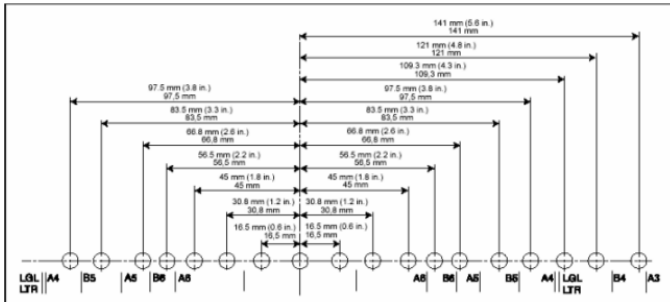 141 mm (5.6 in.)
141 mm
121 mm (4.8 in.)
121 mm
109.3 mm (4.3 in.)
109,3 mm
97.5 mm (3.8 in.)
97,5 mm
97.5 mm (3.8 in.)
97,5 mm
83.5 mm (3.3 in.)
83,5 mm
83.5 mm (3.3 in.)
83,5 mm
66.8 mm (2.6 in.)
66,8 mm
66.8 mm (2.6 in.)
66,8 mm
56.5 mm (2.2 in.)
56,5 mm
56.5 mm (2.2 in.)
56,5 mm
45 mm (1.8 in.)
45 mm
45 mm (1.8 in.)
45 mm
30.8 mm (1.2 in.)
30,8 mm
30.8 mm (1.2 in.)
30,8 mm
16.5 mm (0.6 in.)
16,5 mm
16.5 mm (0.6 in.)
16,5 mm
LGL A4 B5 A5 B6 A6 A6 B6 A5 B5 A4 LGL B4 A3
LTR LTR